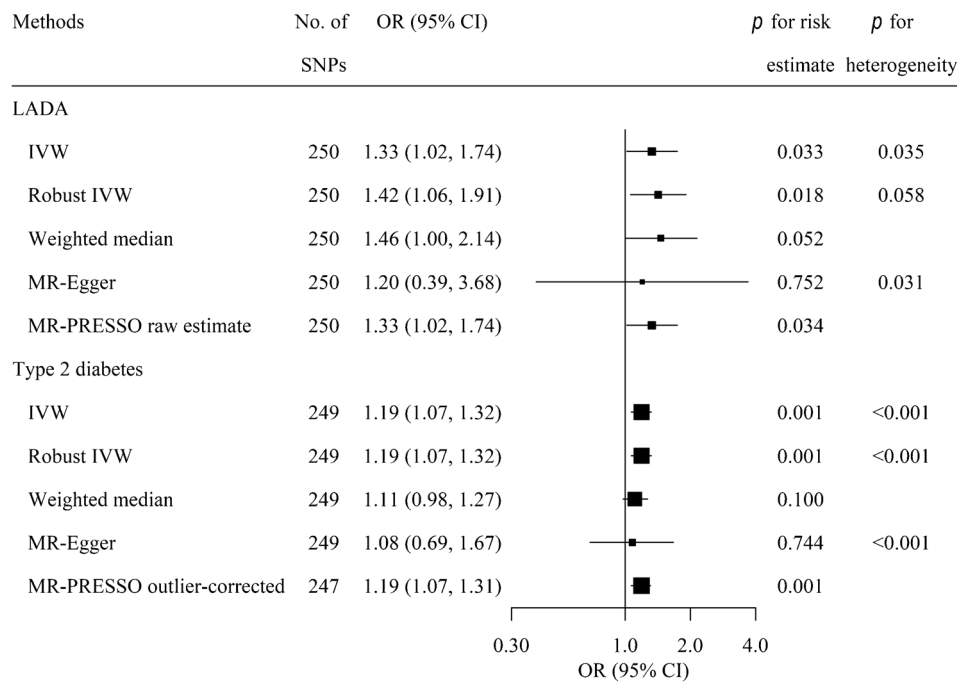 Methods No. of SNPs OR (95% CI) p for risk estimate p for heterogeneity
LADA
IVW 250 1.33 (1.02, 1.74) 0.033 0.035
Robust IVW 250 1.42 (1.06, 1.91) 0.018 0.058
Weighted median 250 1.46 (1.00, 2.14) 0.052
MR-Egger 250 1.20 (0.39, 3.68) 0.752 0.031
MR-PRESSO raw estimate 250 1.33 (1.02, 1.74) 0.034
Type 2 diabetes
IVW 249 1.19 (1.07, 1.32) 0.001 <0.001
Robust IVW 249 1.19 (1.07, 1.32) 0.001 <0.001
Weighted median 249 1.11 (0.98, 1.27) 0.100
MR-Egger 249 1.08 (0.69, 1.67) 0.744 <0.001
MR-PRESSO outlier-corrected 247 1.19 (1.07, 1.31) 0.001
0.30 1.0 2.0 4.0
OR (95% CI)